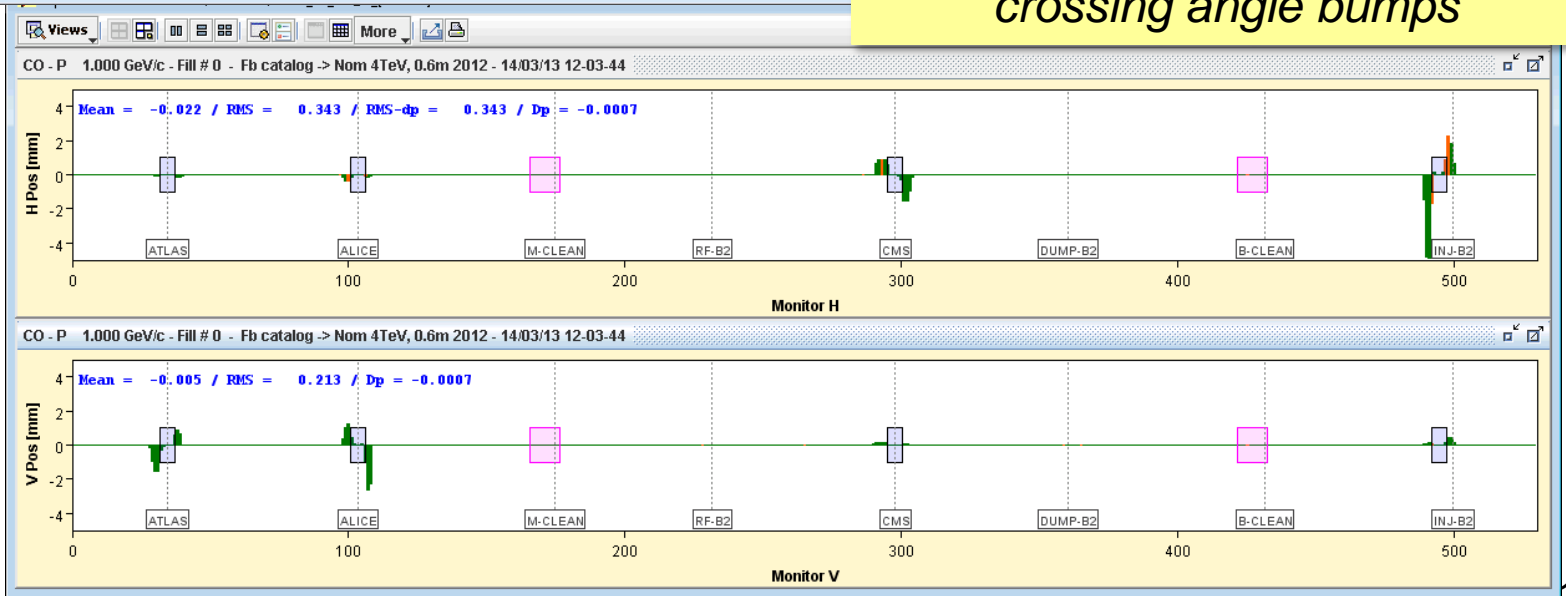 crossing angle bumps
Views More
CO - P 1.000 GeV/c - Fill # 0 - Fb catalog -> Nom 4TeV, 0.6m 2012 - 14/03/13 12-03-44
Mean = -0.022 / RMS = 0.343 / RMS-dp = 0.343 / Dp = -0.0007
H Pos [mm]
4
2
0
-2
-4
ATLAS ALICE M-CLEAN RF-B2 CMS DUMP-B2 B-CLEAN INJ-B2
0 100 200 300 400 500
Monitor H
CO - P 1.000 GeV/c - Fill # 0 - Fb catalog -> Nom 4TeV, 0.6m 2012 - 14/03/13 12-03-44
Mean = -0.005 / RMS = 0.213 / Dp = -0.0007
V Pos [mm]
4
2
0
-2
-4
ATLAS ALICE M-CLEAN RF-B2 CMS DUMP-B2 B-CLEAN INJ-B2
0 100 200 300 400 500
Monitor V